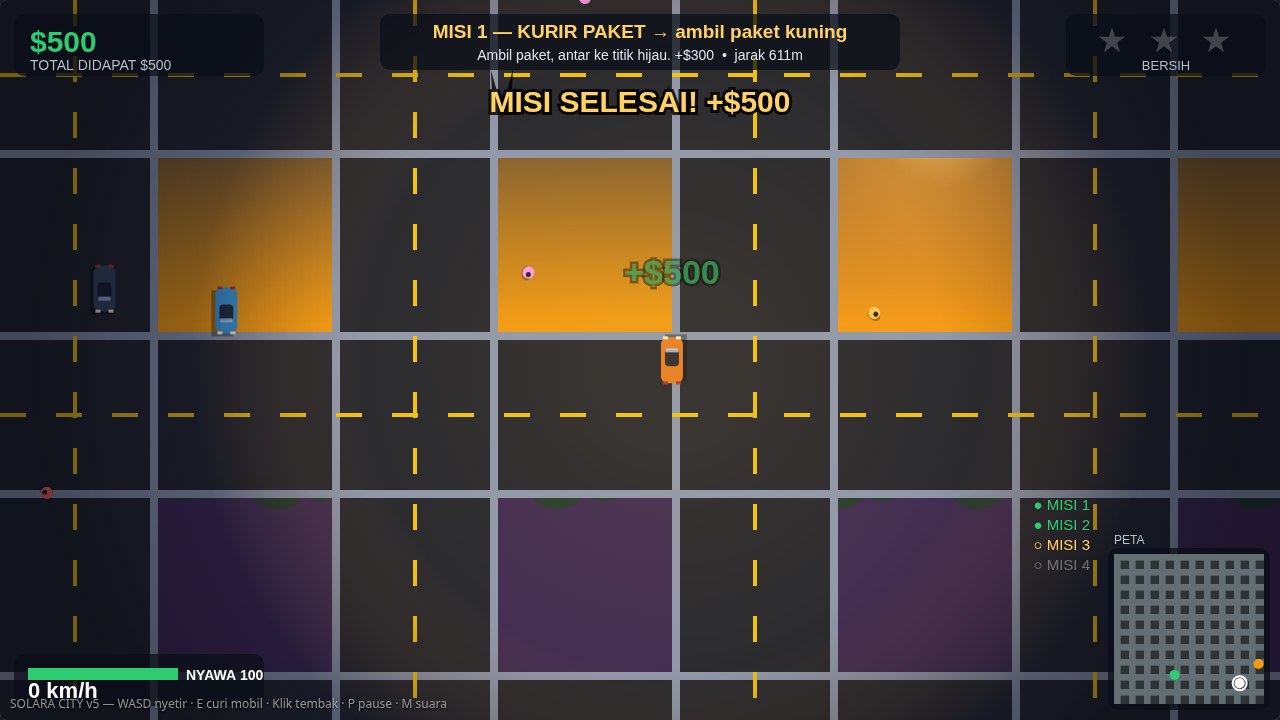 $500
TOTAL DIDAPAT $500
MISI 1 — KURIR PAKET → ambil paket kuning
Ambil paket, antar ke titik hijau. +$300 • jarak 611m
★ ★ ★
BERSIH
MISI SELESAI! +$500
+$500
● MISI 1
● MISI 2
○ MISI 3
○ MISI 4
PETA
NYAWA 100
0 km/h
SOLARA CITY v5 — WASD nyetir · E curi mobil · Klik tembak · P pause · M suara